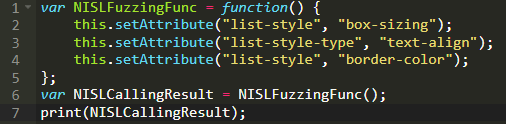 1 var NISLFuzzingFunc = function() {
2 this.setAttribute("list-style", "box-sizing");
3 this.setAttribute("list-style-type", "text-align");
4 this.setAttribute("list-style", "border-color");
5 };
6 var NISLCallingResult = NISLFuzzingFunc();
7 print(NISLCallingResult);